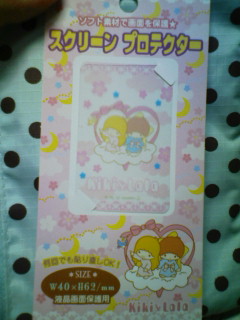 ソフト素材で画面を保護★
スクリーン プロテクター
Kiki&Lala
何回でも貼り直しOK!
★SIZE★
W40×H62/mm
液晶画面保護用
Kiki&Lala